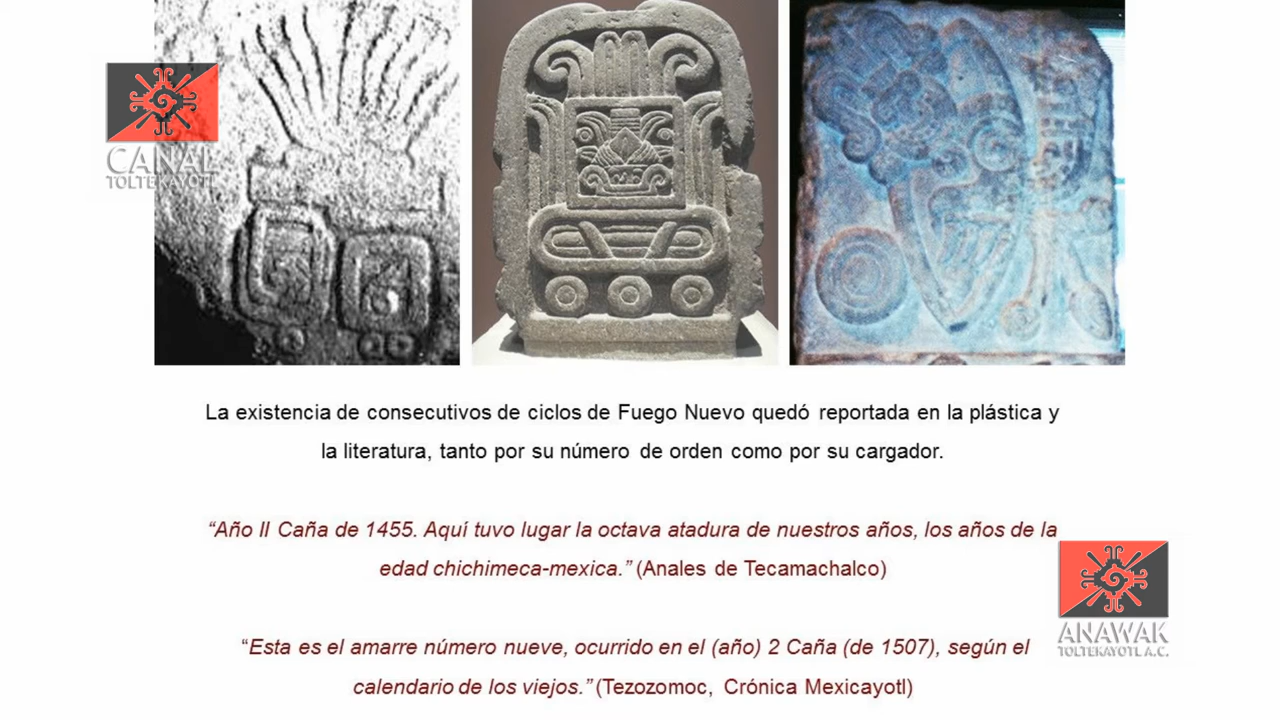 CANAL
TOLTEKAYOTL
La existencia de consecutivos de ciclos de Fuego Nuevo quedó reportada en la plástica y
la literatura, tanto por su número de orden como por su cargador.
“Año II Caña de 1455. Aquí tuvo lugar la octava atadura de nuestros años, los años de la
edad chichimeca-mexica.” (Anales de Tecamachalco)
“Esta es el amarre número nueve, ocurrido en el (año) 2 Caña (de 1507), según el
calendario de los viejos.” (Tezozomoc, Crónica Mexicayotl)
ANAWAK
TOLTEKAYOTL A.C.